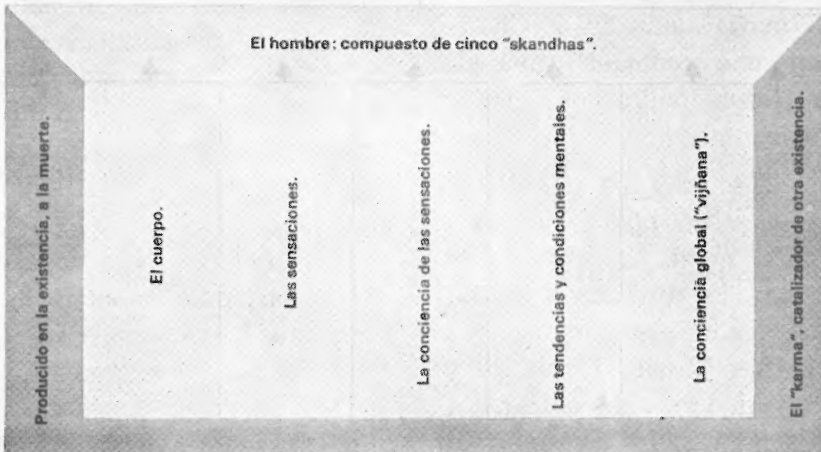 El hombre: compuesto de cinco "skandhas".
Producido en la existencia, a la muerte.
El cuerpo.
Las sensaciones.
La conciencia de las sensaciones.
Las tendencias y condiciones mentales.
La conciencia global ("vijñana").
El "karma", catalizador de otra existencia.